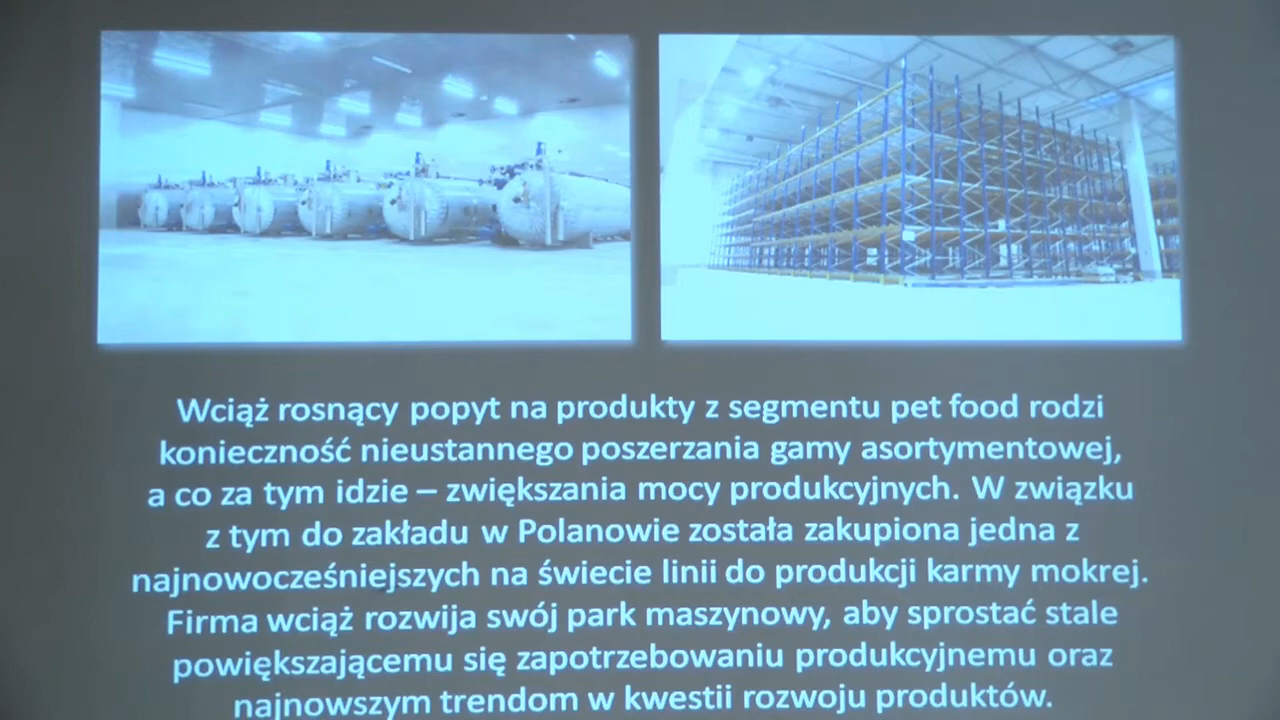 Wciąż rosnący popyt na produkty z segmentu pet food rodzi
konieczność nieustannego poszerzania gamy asortymentowej,
a co za tym idzie – zwiększania mocy produkcyjnych. W związku
z tym do zakładu w Polanowie została zakupiona jedna z
najnowocześniejszych na świecie linii do produkcji karmy mokrej.
Firma wciąż rozwija swój park maszynowy, aby sprostać stale
powiększającemu się zapotrzebowaniu produkcyjnemu oraz
najnowszym trendom w kwestii rozwoju produktów.